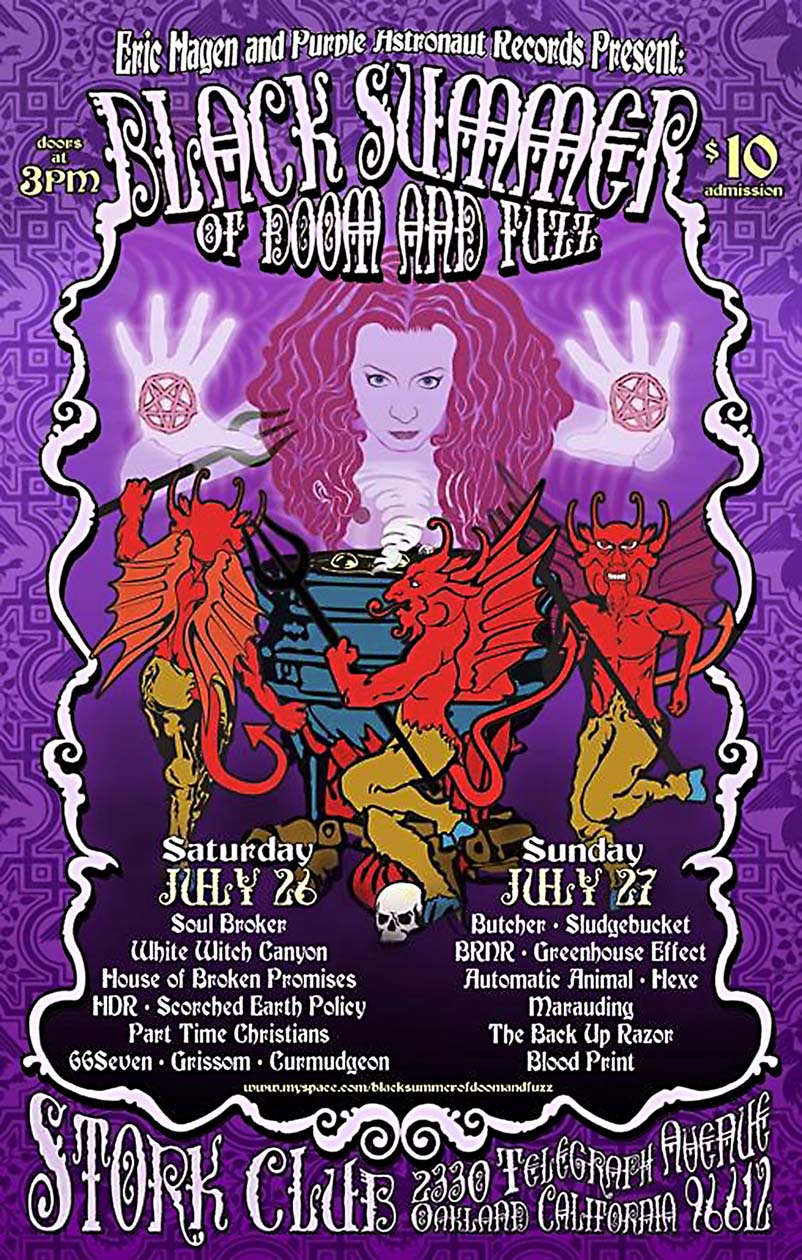 Eric Hagen and Purple Astronaut Records Present:
BLACK SUMMER
OF DOOM AND FUZZ
doors
at
3PM
$10
admission
Saturday
JULY 26
Soul Broker
White Witch Canyon
House of Broken Promises
HDR • Scorched Earth Policy
Part Time Christians
66Seven • Grissom • Curmudgeon
Sunday
JULY 27
Butcher • Sludgebucket
BRNR • Greenhouse Effect
Automatic Animal • Hexe
Marauding
The Back Up Razor
Blood Print
www.myspace.com/blacksummerofdoomandfuzz
STORK CLUB
2330 TELEGRAPH AVENUE
OAKLAND CALIFORNIA 96612